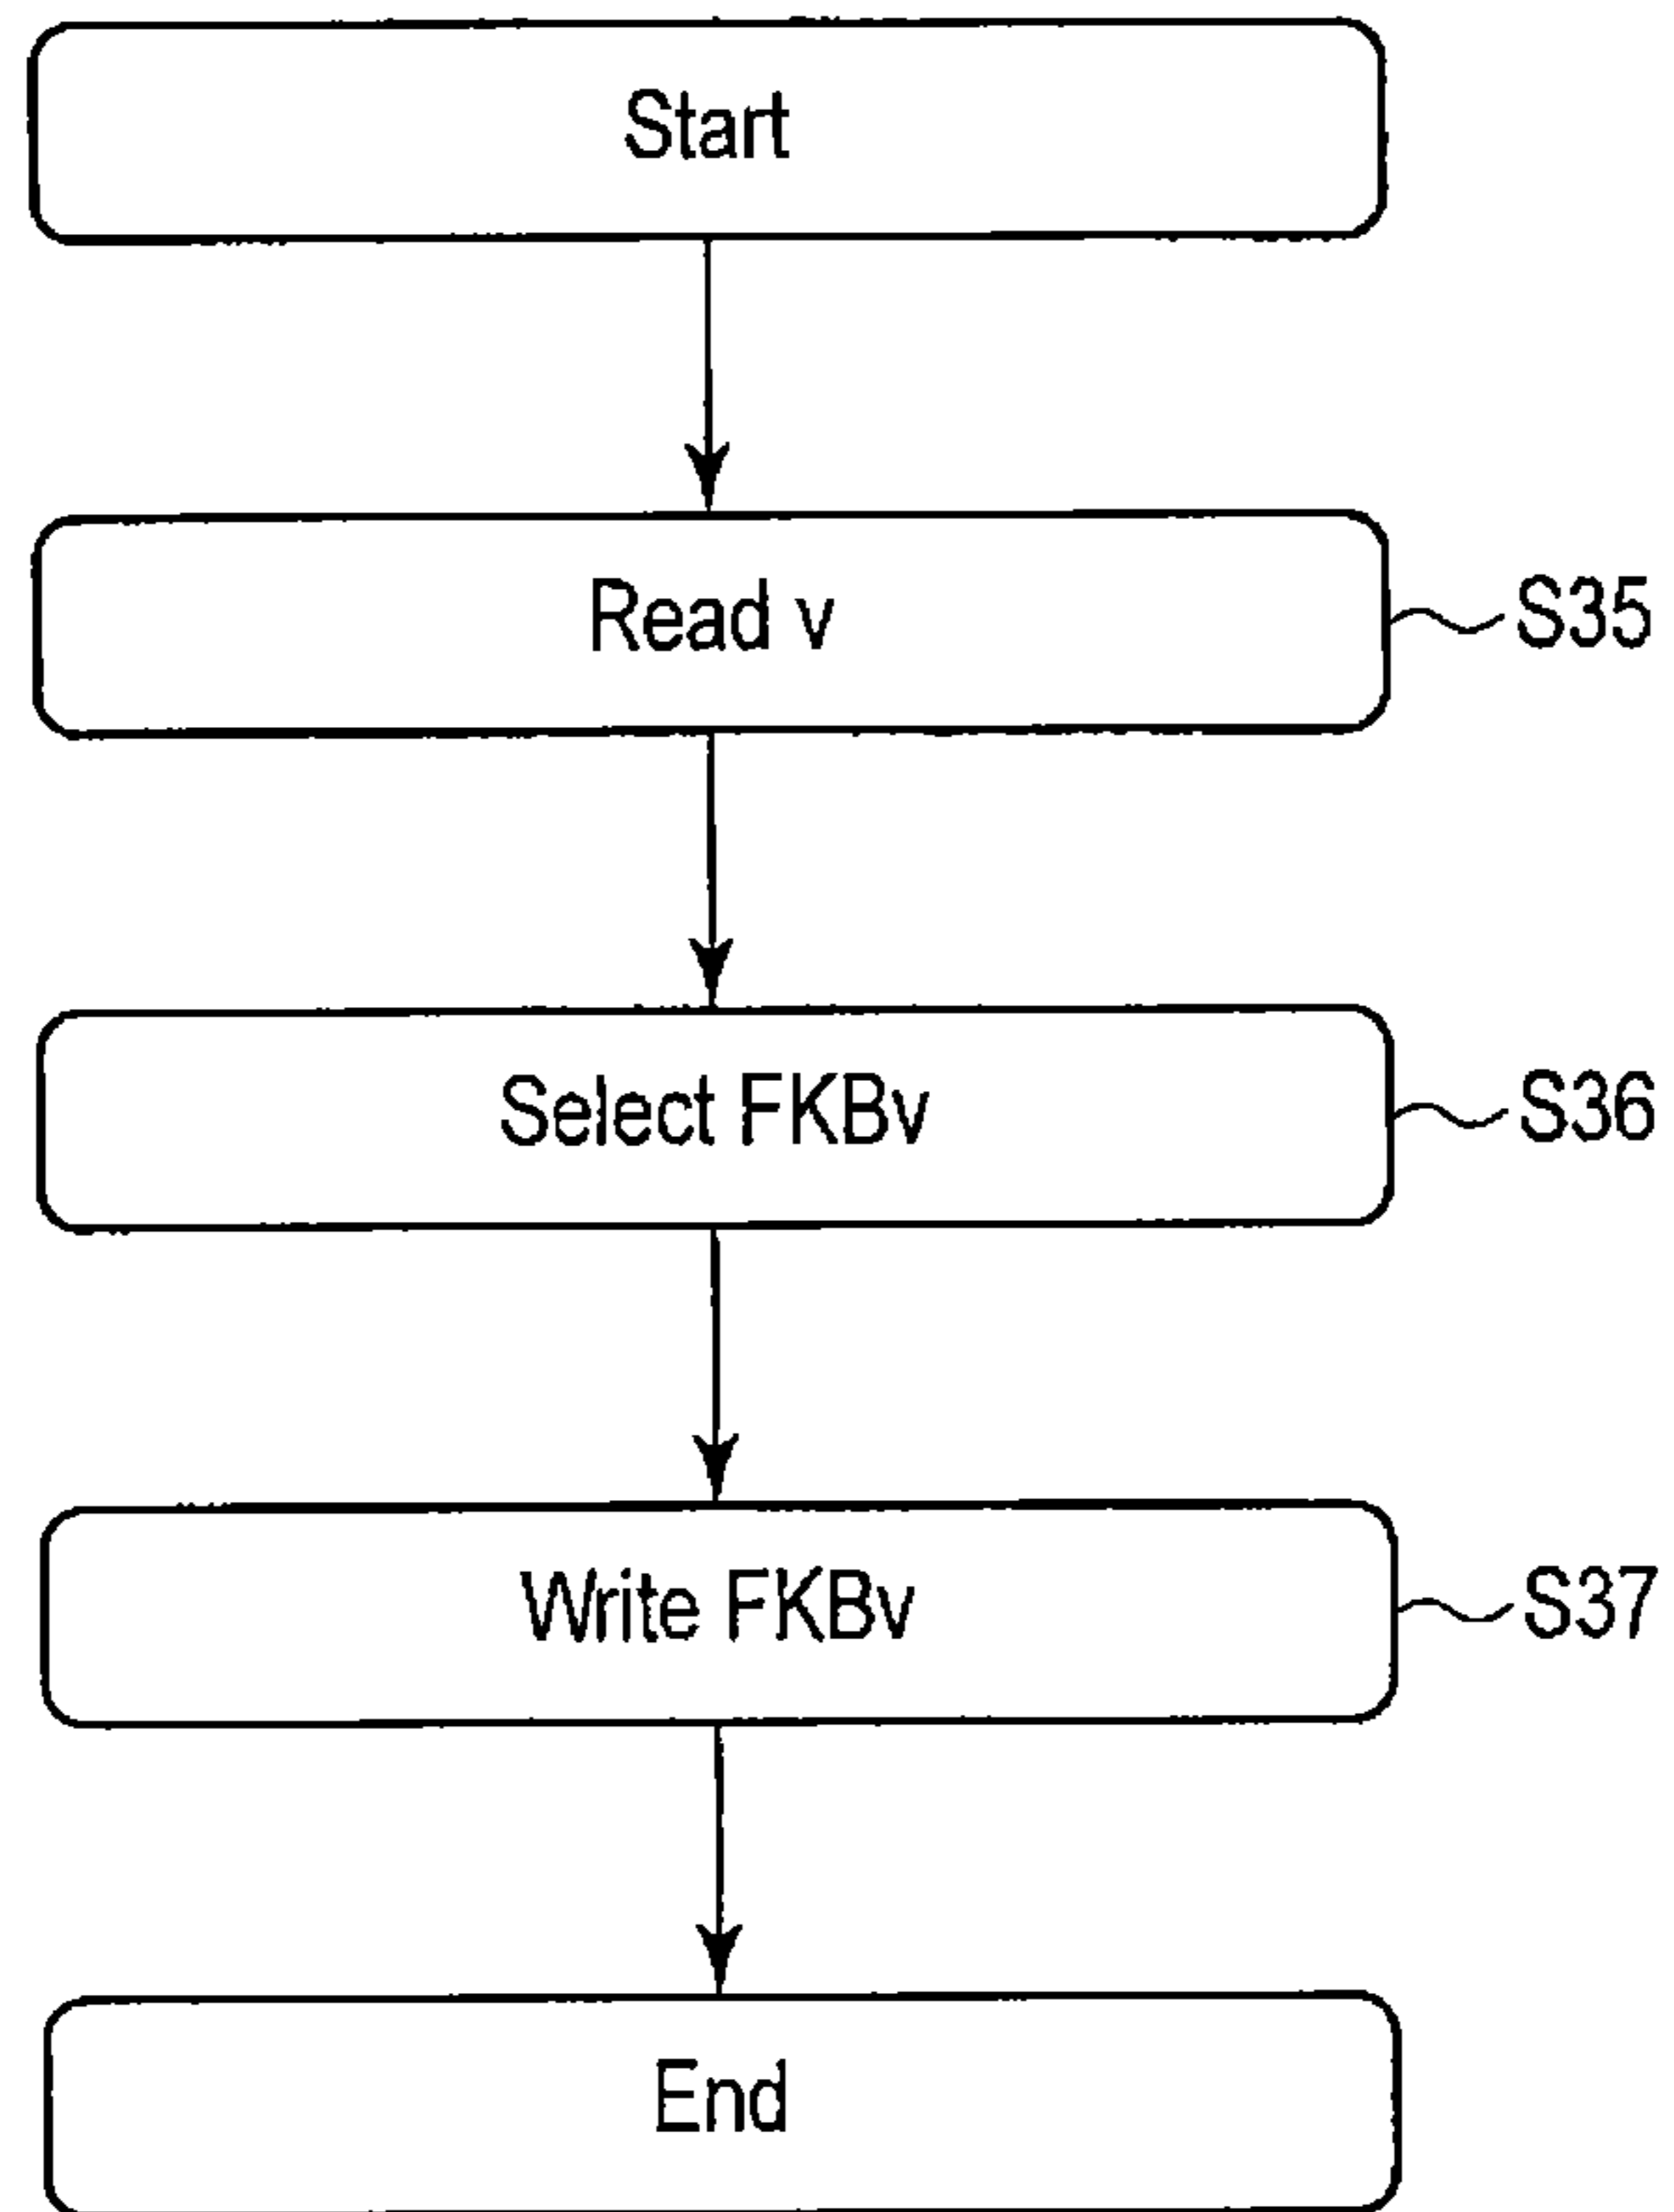 Start
Read v
S35
Select FKBv
S36
Write FKBv
S37
End